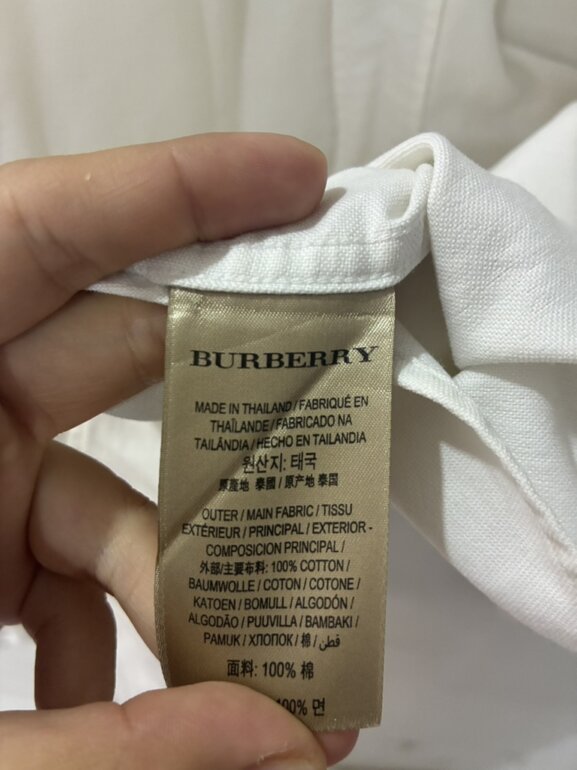 BURBERRY
MADE IN THAILAND / FABRIQUÉ EN
THAÏLANDE / FABRICADO NA
TAILÂNDIA / HECHO EN TAILANDIA
원산지: 태국
原產地 泰國 / 原产地 泰国
OUTER / MAIN FABRIC / TISSU
EXTÉRIEUR / PRINCIPAL / EXTERIOR -
COMPOSICIÓN PRINCIPAL /
外部/主要布料: 100% COTTON /
BAUMWOLLE / COTON / COTONE /
KATOEN / BOMULL / ALGODÓN /
ALGODÃO / PUUVILLA / BAMBAKI /
PAMUK / ХЛОПОК / 棉 / قطن /
面料: 100% 棉
100% 면